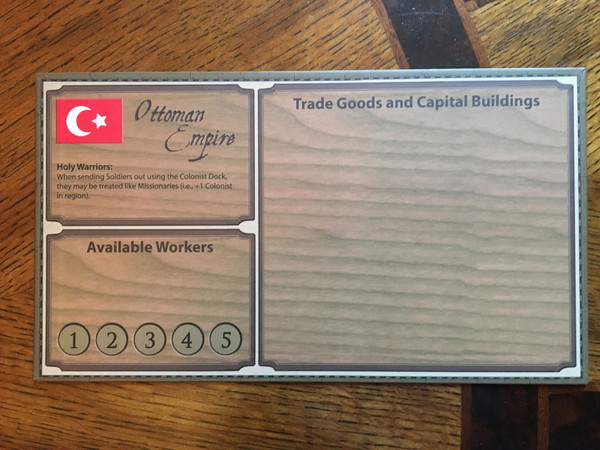 Ottoman
Empire
Holy Warriors:
When sending Soldiers out using the Colonist Dock,
they may be treated like Missionaries (i.e., +1 Colonist
in region).
Available Workers
1 2 3 4 5
Trade Goods and Capital Buildings